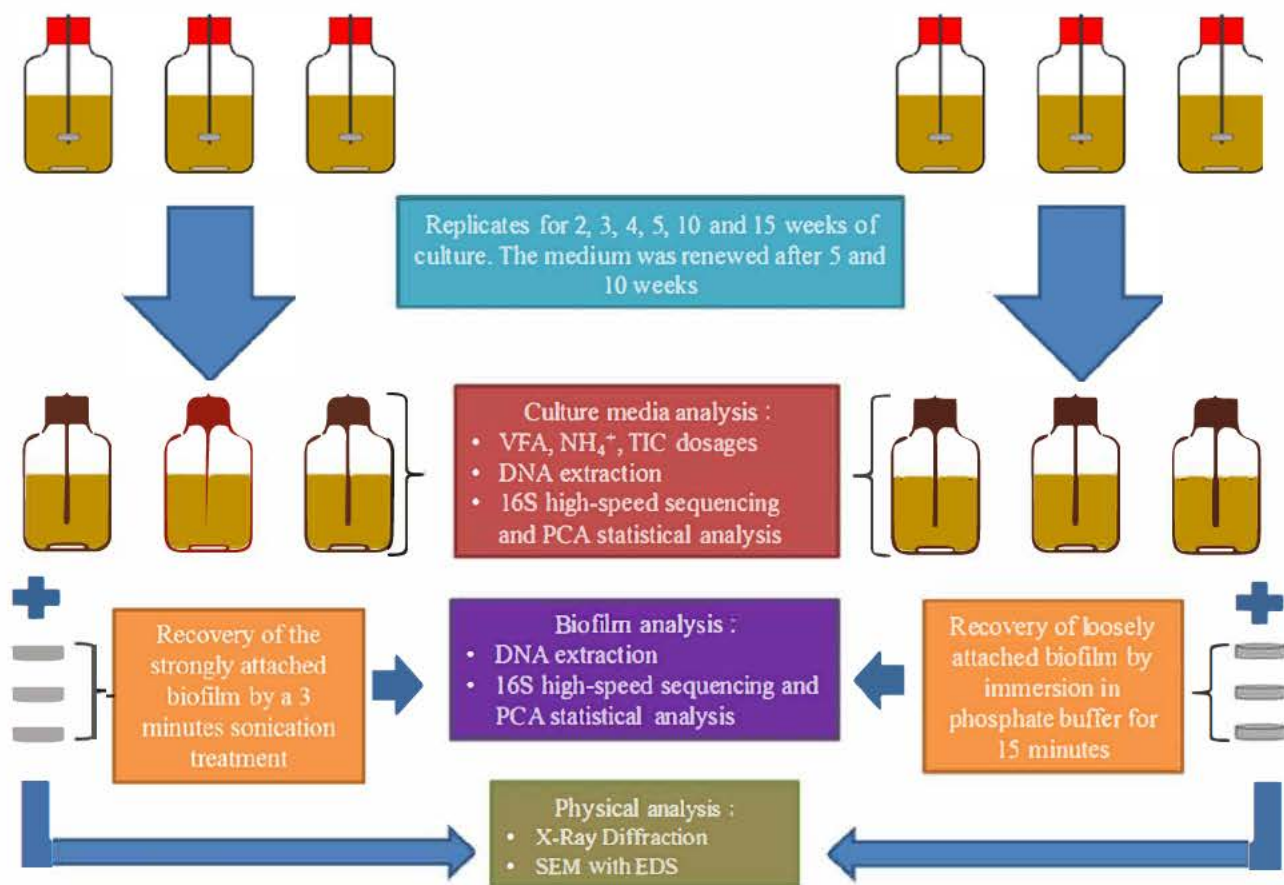 Replicates for 2, 3, 4, 5, 10 and 15 weeks of
culture. The medium was renewed after 5 and
10 weeks
Culture media analysis :
• VFA, NH₄⁺, TIC dosages
• DNA extraction
• 16S high-speed sequencing
and PCA statistical analysis
Recovery of the
strongly attached
biofilm by a 3
minutes sonication
treatment
Biofilm analysis :
• DNA extraction
• 16S high-speed sequencing and
PCA statistical analysis
Recovery of loosely
attached biofilm by
immersion in
phosphate buffer for
15 minutes
Physical analysis :
• X-Ray Diffraction
• SEM with EDS